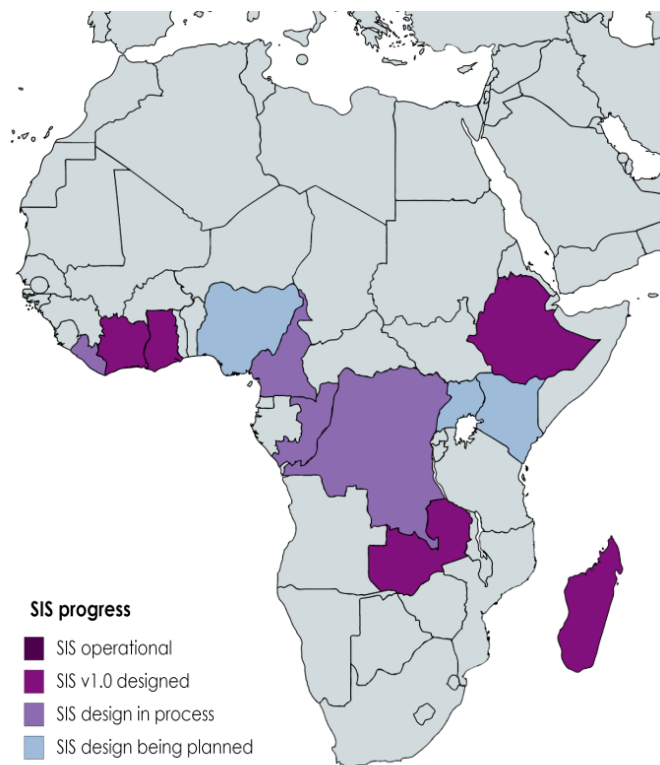 SIS progress
SIS operational
SIS v1.0 designed
SIS design in process
SIS design being planned